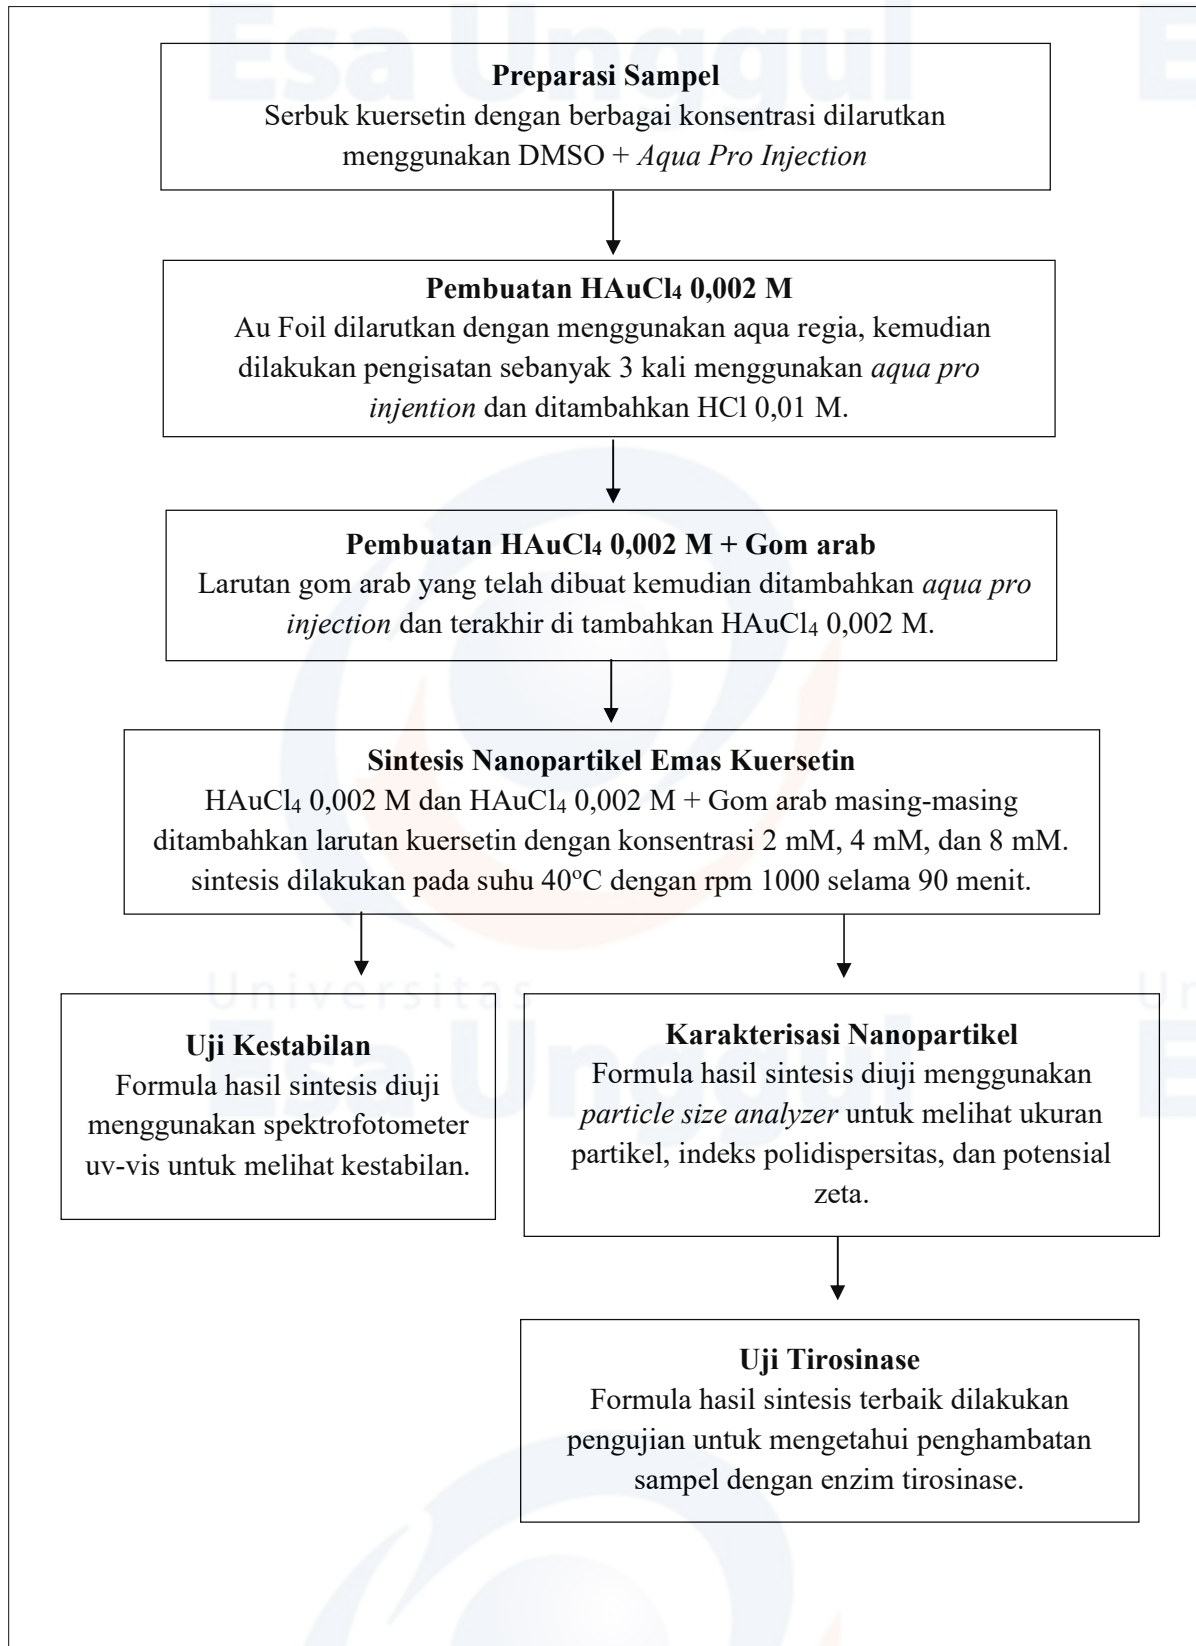 Esa Unggul
Preparasi Sampel
Serbuk kuersetin dengan berbagai konsentrasi dilarutkan
menggunakan DMSO + Aqua Pro Injection
Pembuatan HAuCl₄ 0,002 M
Au Foil dilarutkan dengan menggunakan aqua regia, kemudian
dilakukan pengisatan sebanyak 3 kali menggunakan aqua pro
injention dan ditambahkan HCl 0,01 M.
Pembuatan HAuCl₄ 0,002 M + Gom arab
Larutan gom arab yang telah dibuat kemudian ditambahkan aqua pro
injection dan terakhir di tambahkan HAuCl₄ 0,002 M.
Sintesis Nanopartikel Emas Kuersetin
HAuCl₄ 0,002 M dan HAuCl₄ 0,002 M + Gom arab masing-masing
ditambahkan larutan kuersetin dengan konsentrasi 2 mM, 4 mM, dan 8 mM.
sintesis dilakukan pada suhu 40°C dengan rpm 1000 selama 90 menit.
Universitas
Esa Unggul
Uji Kestabilan
Formula hasil sintesis diuji
menggunakan spektrofotometer
uv-vis untuk melihat kestabilan.
Karakterisasi Nanopartikel
Formula hasil sintesis diuji menggunakan
particle size analyzer untuk melihat ukuran
partikel, indeks polidispersitas, dan potensial
zeta.
Uji Tirosinase
Formula hasil sintesis terbaik dilakukan
pengujian untuk mengetahui penghambatan
sampel dengan enzim tirosinase.